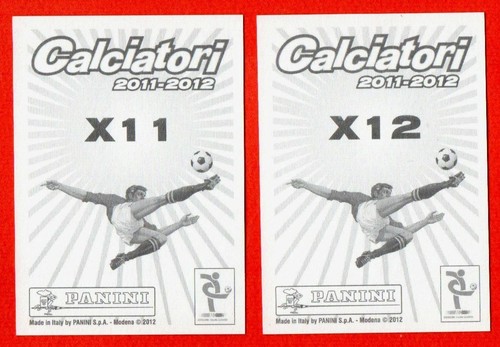 Calciatori
2011-2012
X11
PANINI
Made in Italy by PANINI S.p.A. - Modena © 2012
Calciatori
2011-2012
X12
PANINI
Made in Italy by PANINI S.p.A. - Modena © 2012